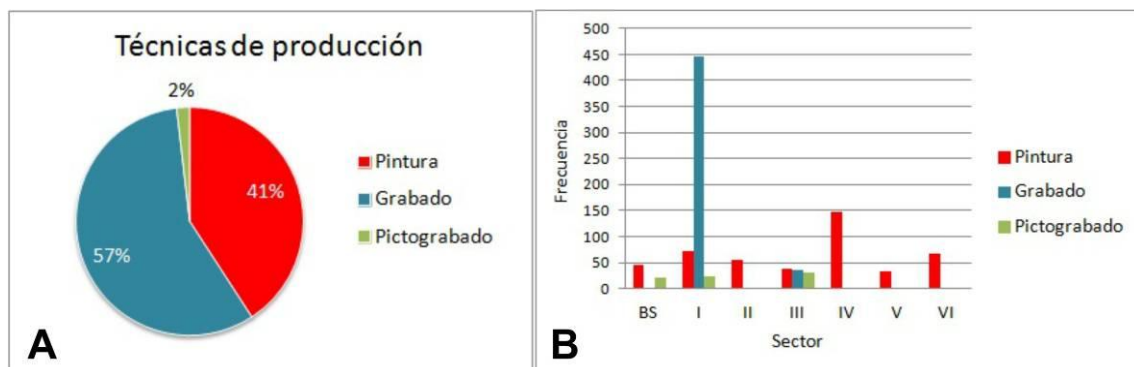 Técnicas de producción
2%
41%
57%
Pintura
Grabado
Pictograbado
A
500
450
400
350
300
250
200
150
100
50
0
Frecuencia
BS I II III IV V VI
Sector
Pintura
Grabado
Pictograbado
B